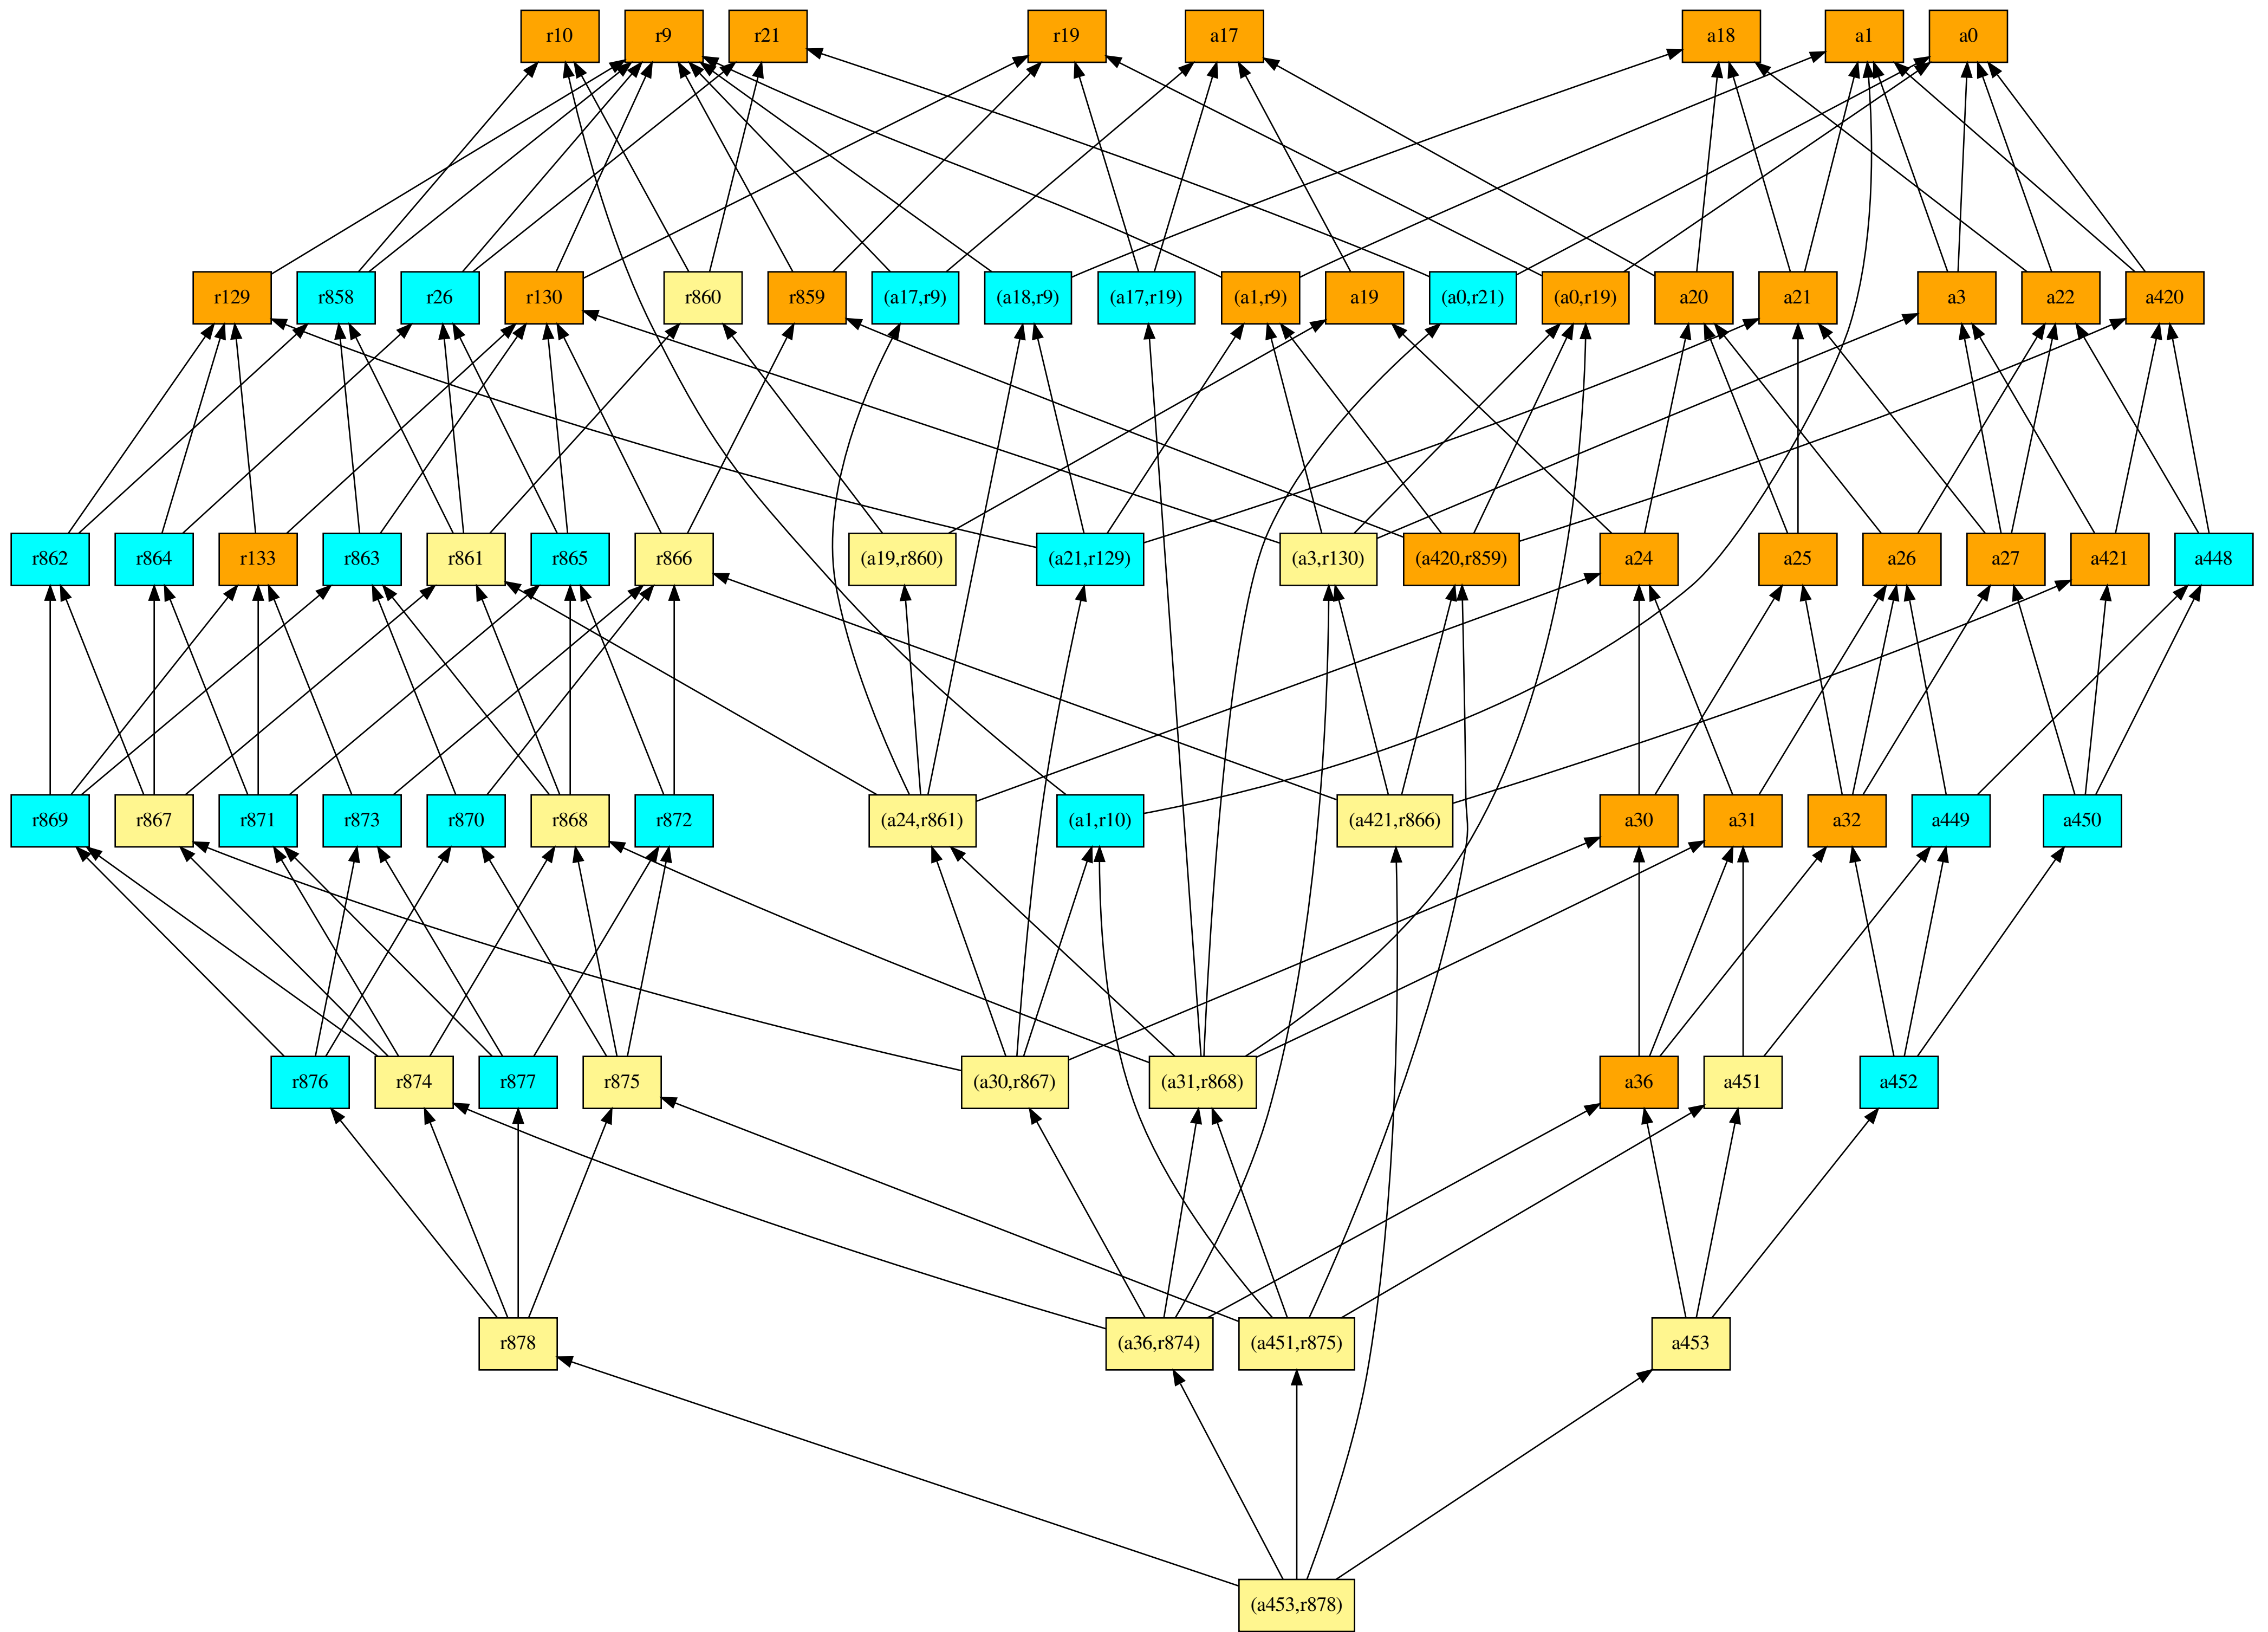 r10
r9
r21
r19
a17
a18
a1
a0
r129
r858
r26
r130
r860
r859
(a17,r9)
(a18,r9)
(a17,r19)
(a1,r9)
a19
(a0,r21)
(a0,r19)
a20
a21
a3
a22
a420
r862
r864
r133
r863
r861
r865
r866
(a19,r860)
(a21,r129)
(a3,r130)
(a420,r859)
a24
a25
a26
a27
a421
a448
r869
r867
r871
r873
r870
r868
r872
(a24,r861)
(a1,r10)
(a421,r866)
a30
a31
a32
a449
a450
r876
r874
r877
r875
(a30,r867)
(a31,r868)
a36
a451
a452
r878
(a36,r874)
(a451,r875)
a453
(a453,r878)